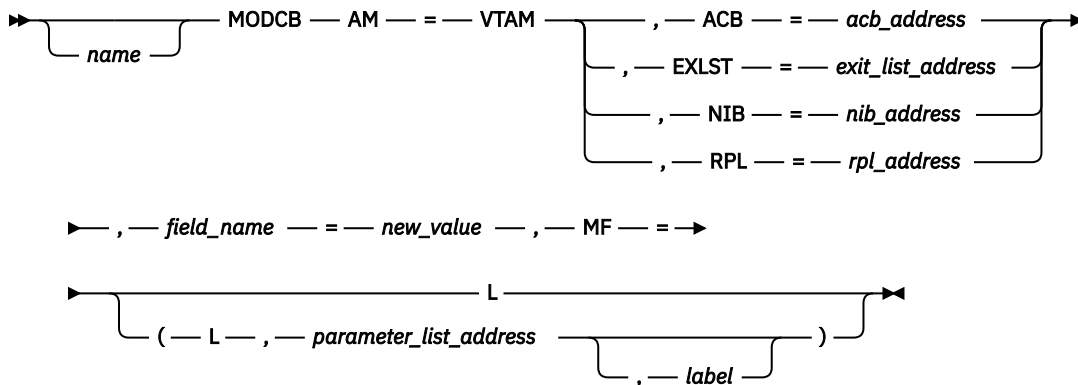 MODCB AM = VTAM , ACB = acb_address
name
, EXLST = exit_list_address
, NIB = nib_address
, RPL = rpl_address
, field_name = new_value , MF =
L
( L , parameter_list_address )
, label